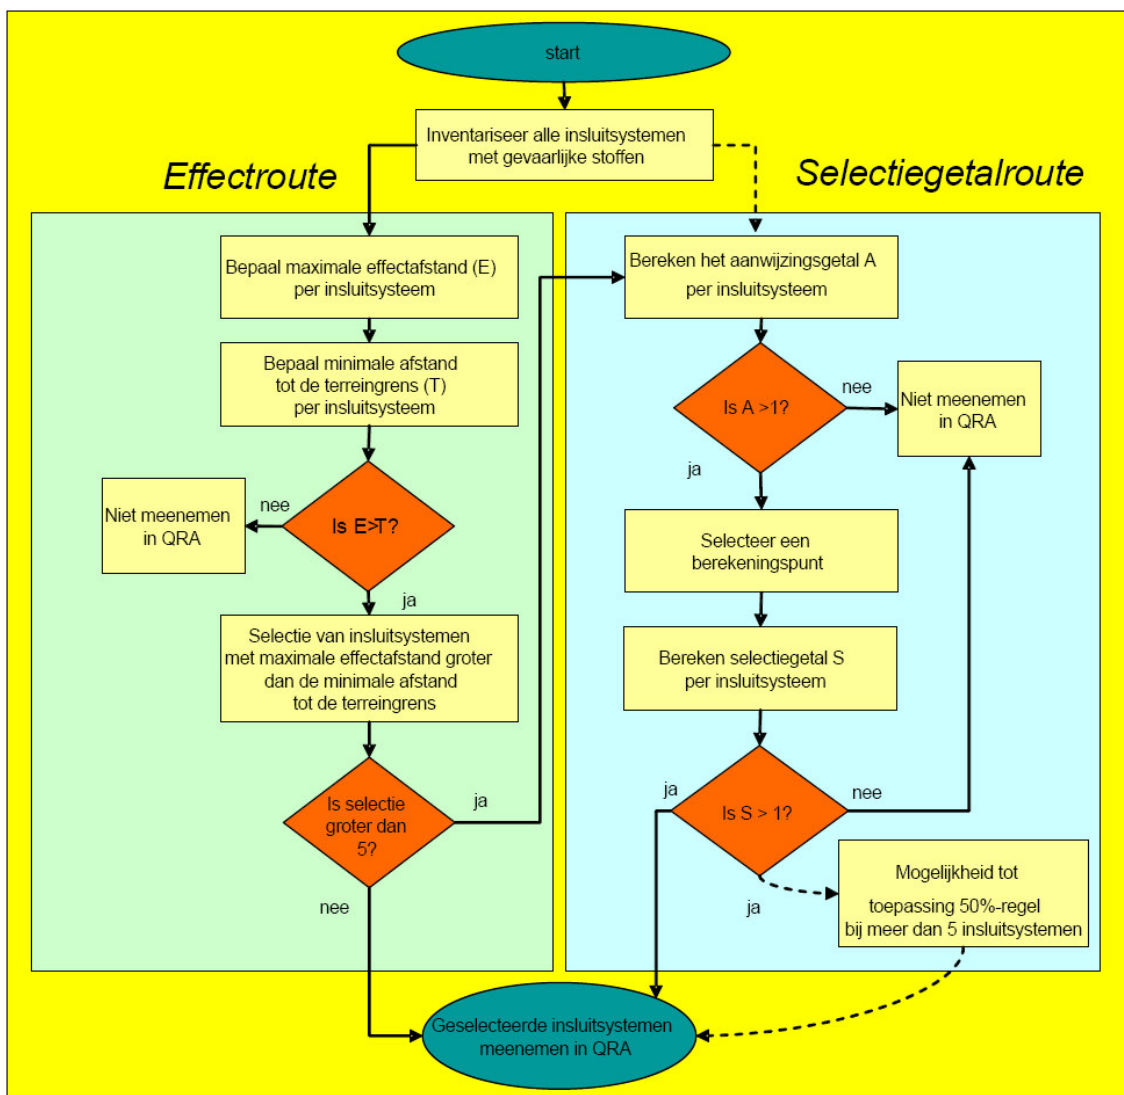 start
Inventariseer alle insluitsystemen
met gevaarlijke stoffen
Effectroute
Selectiegetalroute
Bepaal maximale effectafstand (E)
per insluitsysteem
Bepaal minimale afstand
tot de terreingrens (T)
per insluitsysteem
Is E>T?
nee
Niet meenemen
in QRA
ja
Selectie van insluitsystemen
met maximale effectafstand groter
dan de minimale afstand
tot de terreingrens
Is selectie
groter dan
5?
ja
nee
Bereken het aanwijzingsgetal A
per insluitsysteem
Is A >1?
nee
Niet meenemen
in QRA
ja
Selecteer een
berekeningspunt
Bereken selectiegetal S
per insluitsysteem
Is S > 1?
ja
nee
ja
Mogelijkheid tot
toepassing 50%-regel
bij meer dan 5 insluitsystemen
Geselecteerde insluitsystemen
meenemen in QRA